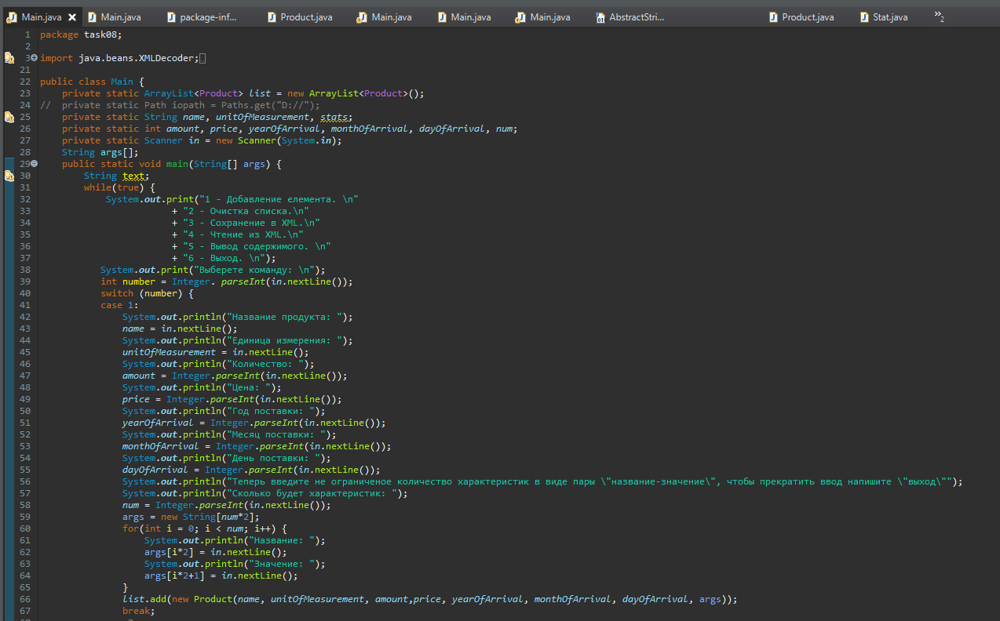 Main.java Main.java package-inf... Product.java Main.java Main.java Main.java AbstractStri... Product.java Stat.java »2
1 package task08;
2
3 import java.beans.XMLDecoder;
21
22 public class Main {
23 private static ArrayList<Product> list = new ArrayList<Product>();
24 // private static Path iopath = Paths.get("D://");
25 private static String name, unitOfMeasurement, stats;
26 private static int amount, price, yearOfArrival, monthOfArrival, dayOfArrival, num;
27 private static Scanner in = new Scanner(System.in);
28 String args[];
29 public static void main(String[] args) {
30 String text;
31 while(true) {
32 System.out.print("1 - Добавление єлемента. \n"
33 + "2 - Очистка списка.\n"
34 + "3 - Сохранение в XML.\n"
35 + "4 - Чтение из XML.\n"
36 + "5 - Вывод содержимого. \n"
37 + "6 - Выход. \n");
38 System.out.print("Выберете команду: \n");
39 int number = Integer. parseInt(in.nextLine());
40 switch (number) {
41 case 1:
42 System.out.println("Название продукта: ");
43 name = in.nextLine();
44 System.out.println("Единица измерения: ");
45 unitOfMeasurement = in.nextLine();
46 System.out.println("Количество: ");
47 amount = Integer.parseInt(in.nextLine());
48 System.out.println("Цена: ");
49 price = Integer.parseInt(in.nextLine());
50 System.out.println("Год поставки: ");
51 yearOfArrival = Integer.parseInt(in.nextLine());
52 System.out.println("Месяц поставки: ");
53 monthOfArrival = Integer.parseInt(in.nextLine());
54 System.out.println("День поставки: ");
55 dayOfArrival = Integer.parseInt(in.nextLine());
56 System.out.println("Теперь введите не ограниченое количество характеристик в виде пары \"название-значение\", чтобы прекратить ввод напишите \"выход\"");
57 System.out.println("Сколько будет характеристик: ");
58 num = Integer.parseInt(in.nextLine());
59 args = new String[num*2];
60 for(int i = 0; i < num; i++) {
61 System.out.println("Название: ");
62 args[i*2] = in.nextLine();
63 System.out.println("Значение: ");
64 args[i*2+1] = in.nextLine();
65 }
66 list.add(new Product(name, unitOfMeasurement, amount,price, yearOfArrival, monthOfArrival, dayOfArrival, args));
67 break;